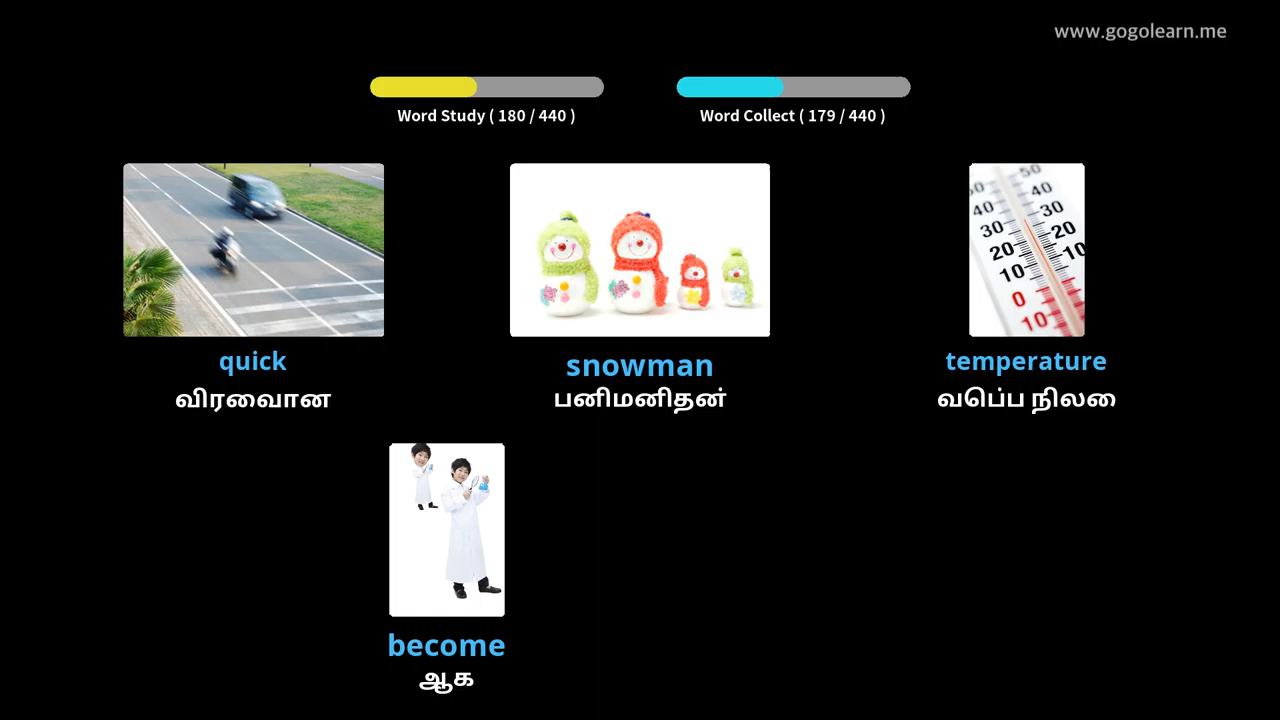 www.gogolearn.me
Word Study ( 180 / 440 )
Word Collect ( 179 / 440 )
quick
snowman
temperature
விரைவான
பனிமனிதன்
வெப்ப நிலை
become
ஆக